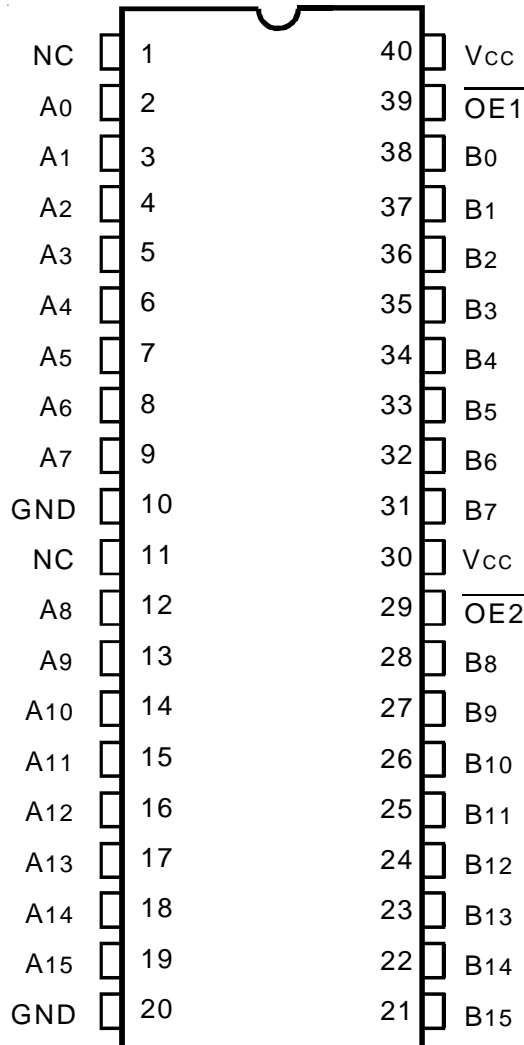 NC 1 40 Vcc
A0 2 39 OE1
A1 3 38 B0
A2 4 37 B1
A3 5 36 B2
A4 6 35 B3
A5 7 34 B4
A6 8 33 B5
A7 9 32 B6
GND 10 31 B7
NC 11 30 Vcc
A8 12 29 OE2
A9 13 28 B8
A10 14 27 B9
A11 15 26 B10
A12 16 25 B11
A13 17 24 B12
A14 18 23 B13
A15 19 22 B14
GND 20 21 B15